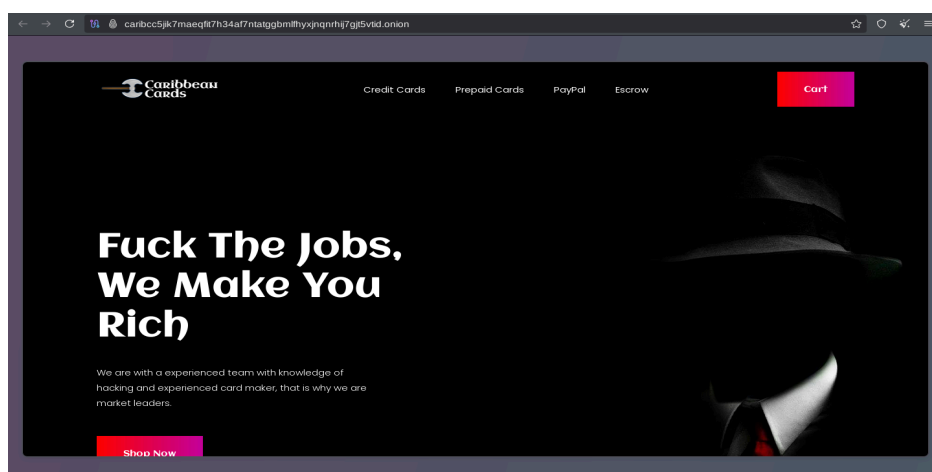 caribcc5jik7maeqfit7h34af7ntatggbmlfhyxjnqnrhij7gjt5vtid.onion
Caribbean
Cards
Credit Cards Prepaid Cards PayPal Escrow
Cart
Fuck The Jobs,
We Make You
Rich
We are with a experienced team with knowledge of
hacking and experienced card maker, that is why we are
market leaders.
Shop Now